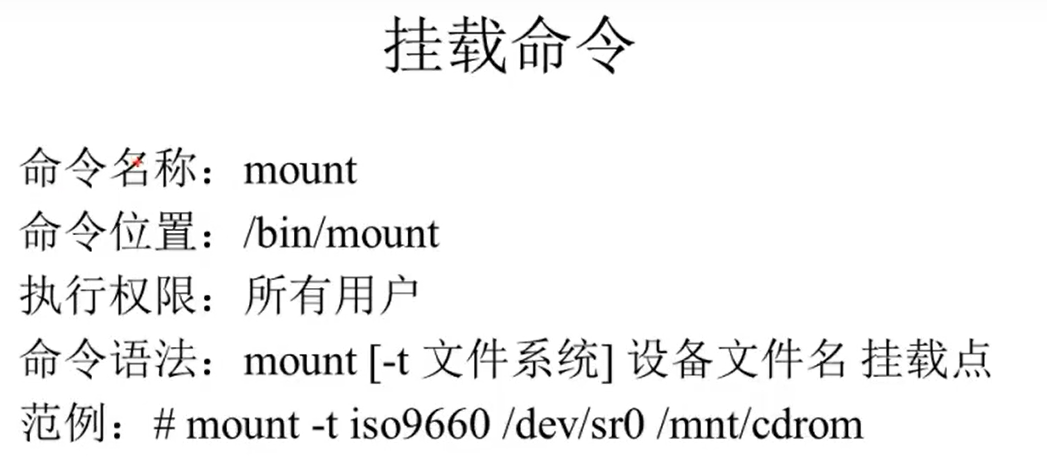 挂载命令
命令名称：mount
命令位置：/bin/mount
执行权限：所有用户
命令语法：mount [-t 文件系统] 设备文件名 挂载点
范例：# mount -t iso9660 /dev/sr0 /mnt/cdrom